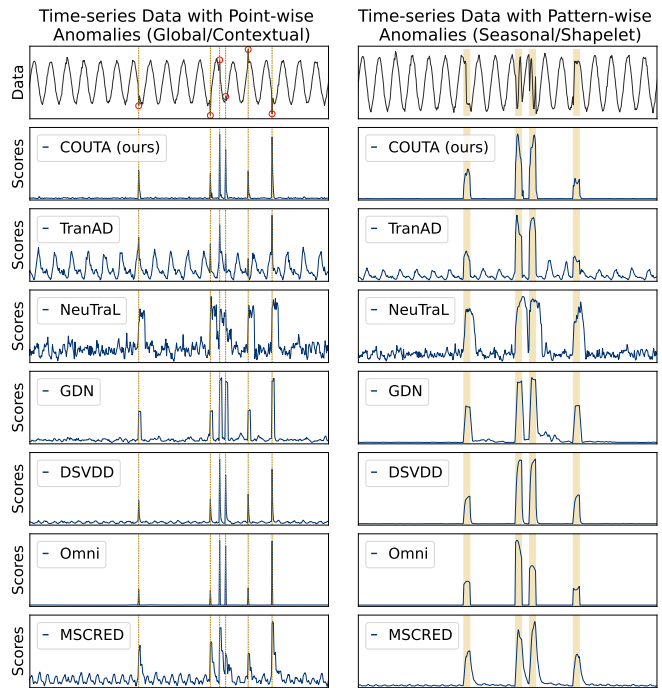 Time-series Data with Point-wise
Anomalies (Global/Contextual)
Time-series Data with Pattern-wise
Anomalies (Seasonal/Shapelet)
Data
Scores
COUTA (ours)
COUTA (ours)
Scores
TranAD
TranAD
Scores
NeuTraL
NeuTraL
Scores
GDN
GDN
Scores
DSVDD
DSVDD
Scores
Omni
Omni
Scores
MSCRED
MSCRED